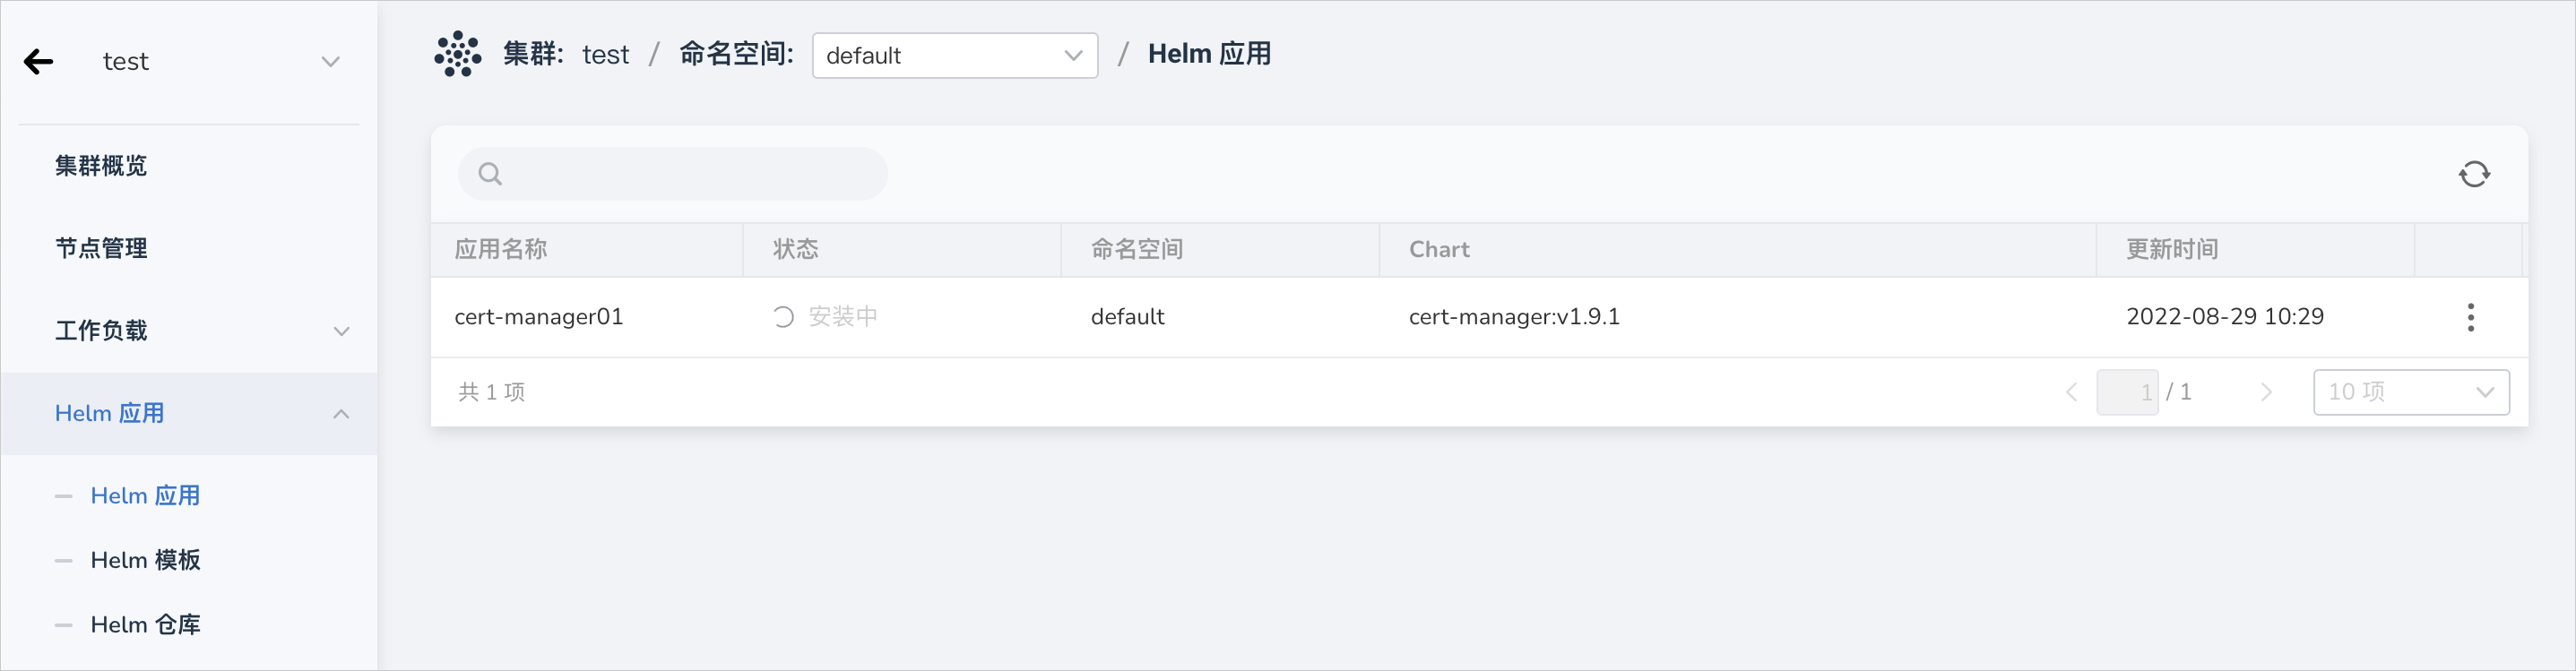 test
集群概览
节点管理
工作负载
Helm 应用
Helm 应用
Helm 模板
Helm 仓库
集群: test / 命名空间: default / Helm 应用
应用名称 状态 命名空间 Chart 更新时间
cert-manager01 安装中 default cert-manager:v1.9.1 2022-08-29 10:29
共 1 项 1 / 1 10 项